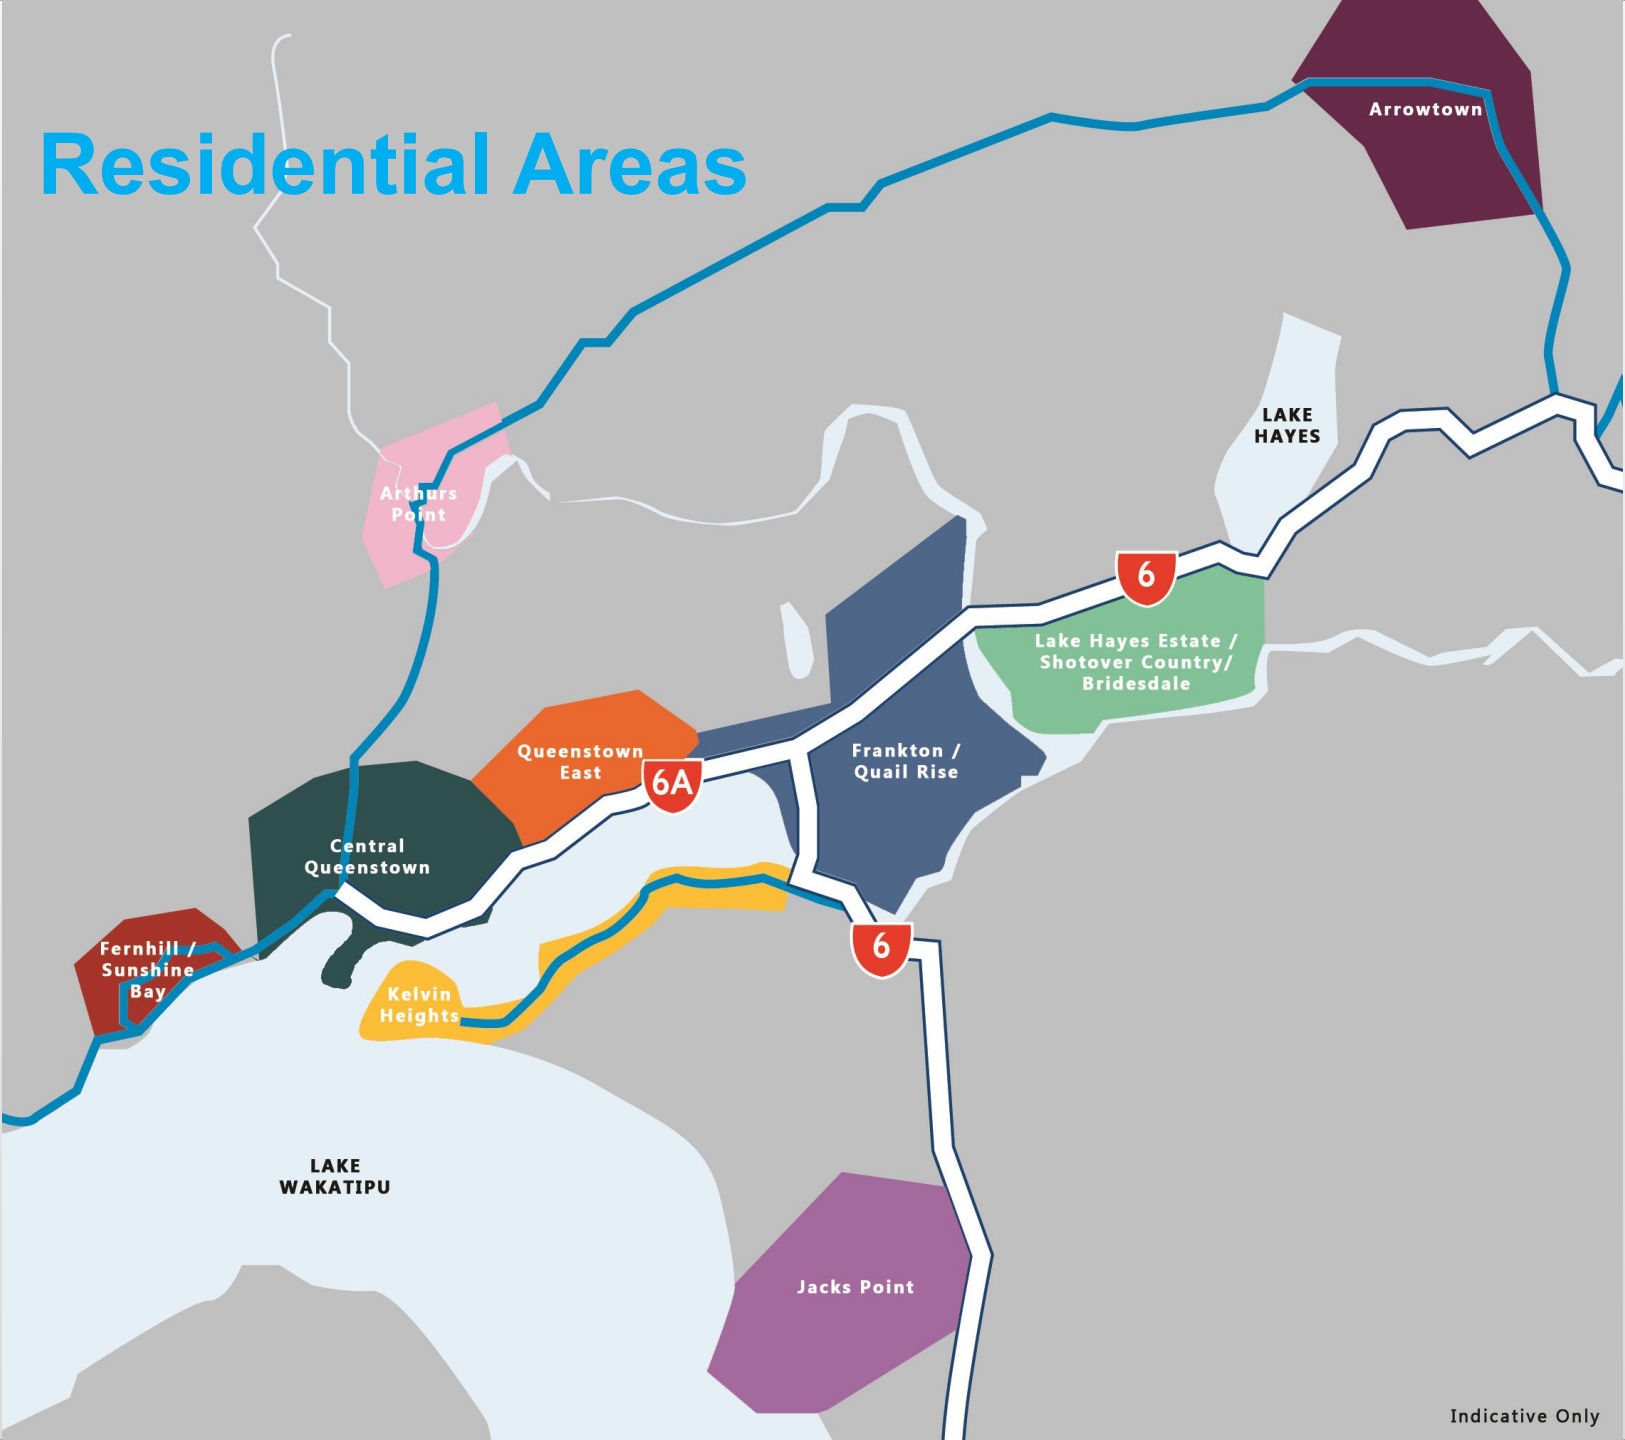 Residential Areas
Arrowtown
LAKE
HAYES
Arthurs
Point
6
Lake Hayes Estate /
Shotover Country/
Bridesdale
Queenstown
East
6A
Frankton /
Quail Rise
Central
Queenstown
Fernhill /
Sunshine
Bay
6
Kelvin
Heights
LAKE
WAKATIPU
Jacks Point
Indicative Only